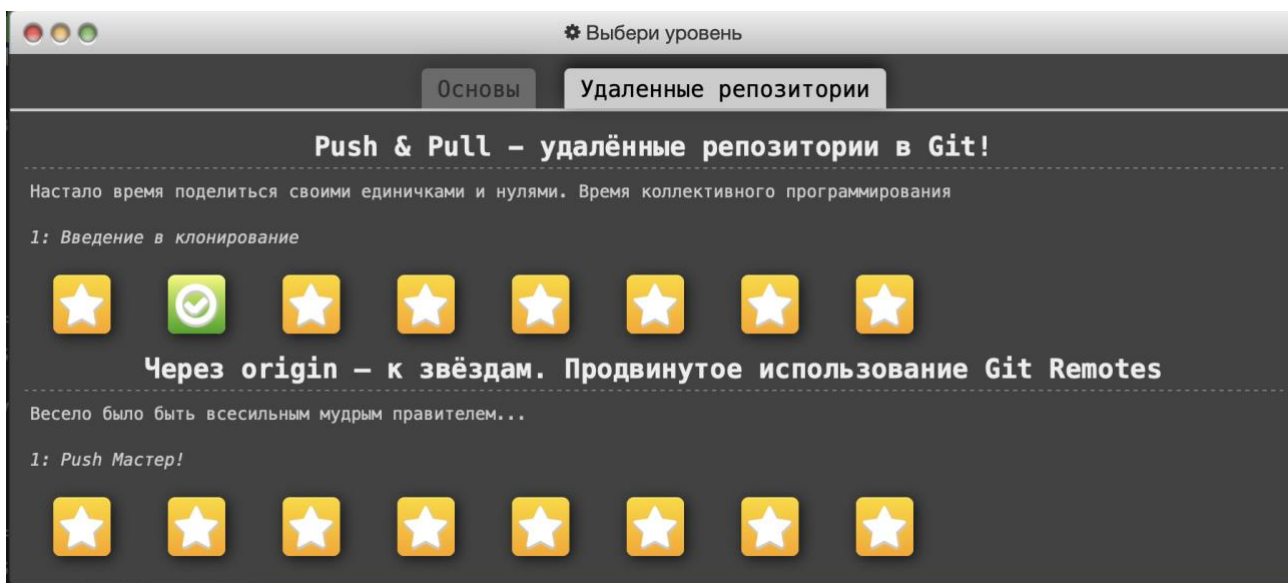 Выбери уровень
Основы
Удаленные репозитории
Push & Pull – удалённые репозитории в Git!
Настало время поделиться своими единичками и нулями. Время коллективного программирования
1: Введение в клонирование
Через origin – к звёздам. Продвинутое использование Git Remotes
Весело было быть всесильным мудрым правителем...
1: Push Мастер!